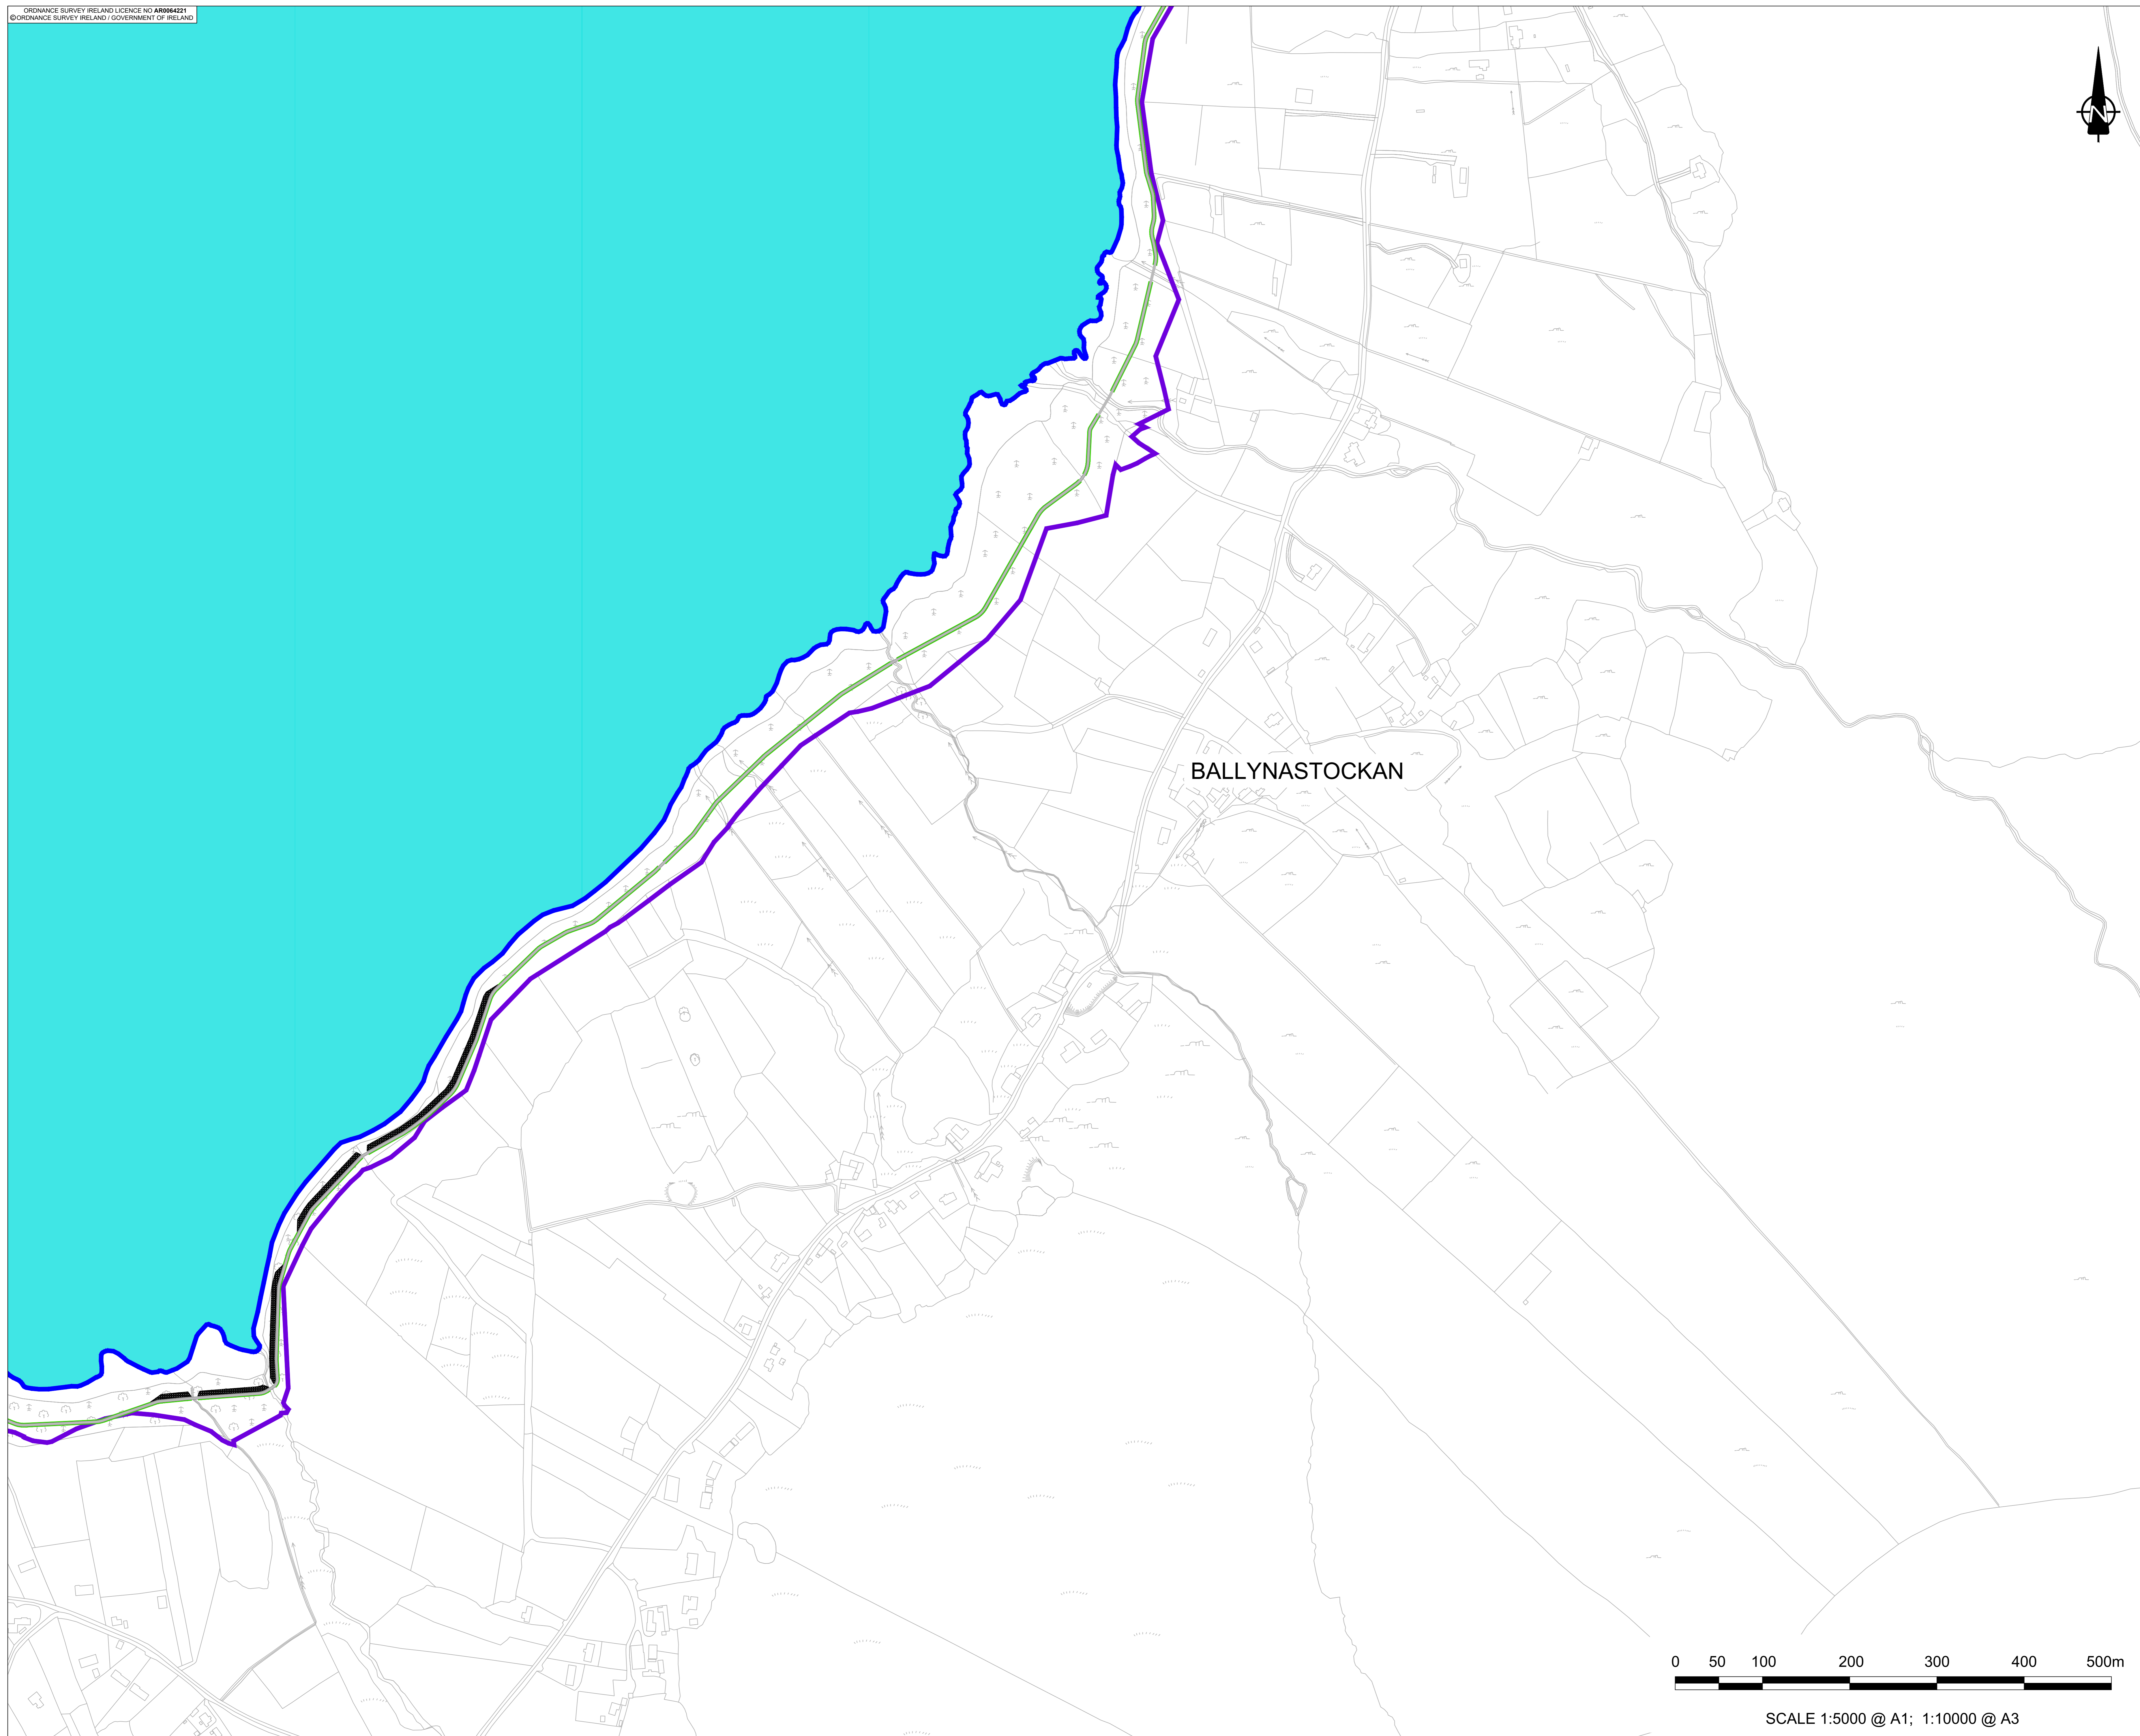 ORDNANCE SURVEY IRELAND LICENCE NO AR0064221
© ORDNANCE SURVEY IRELAND / GOVERNMENT OF IRELAND
N
BALLYNASTOCKAN
0 50 100 200 300 400 500m
SCALE 1:5000 @ A1; 1:10000 @ A3